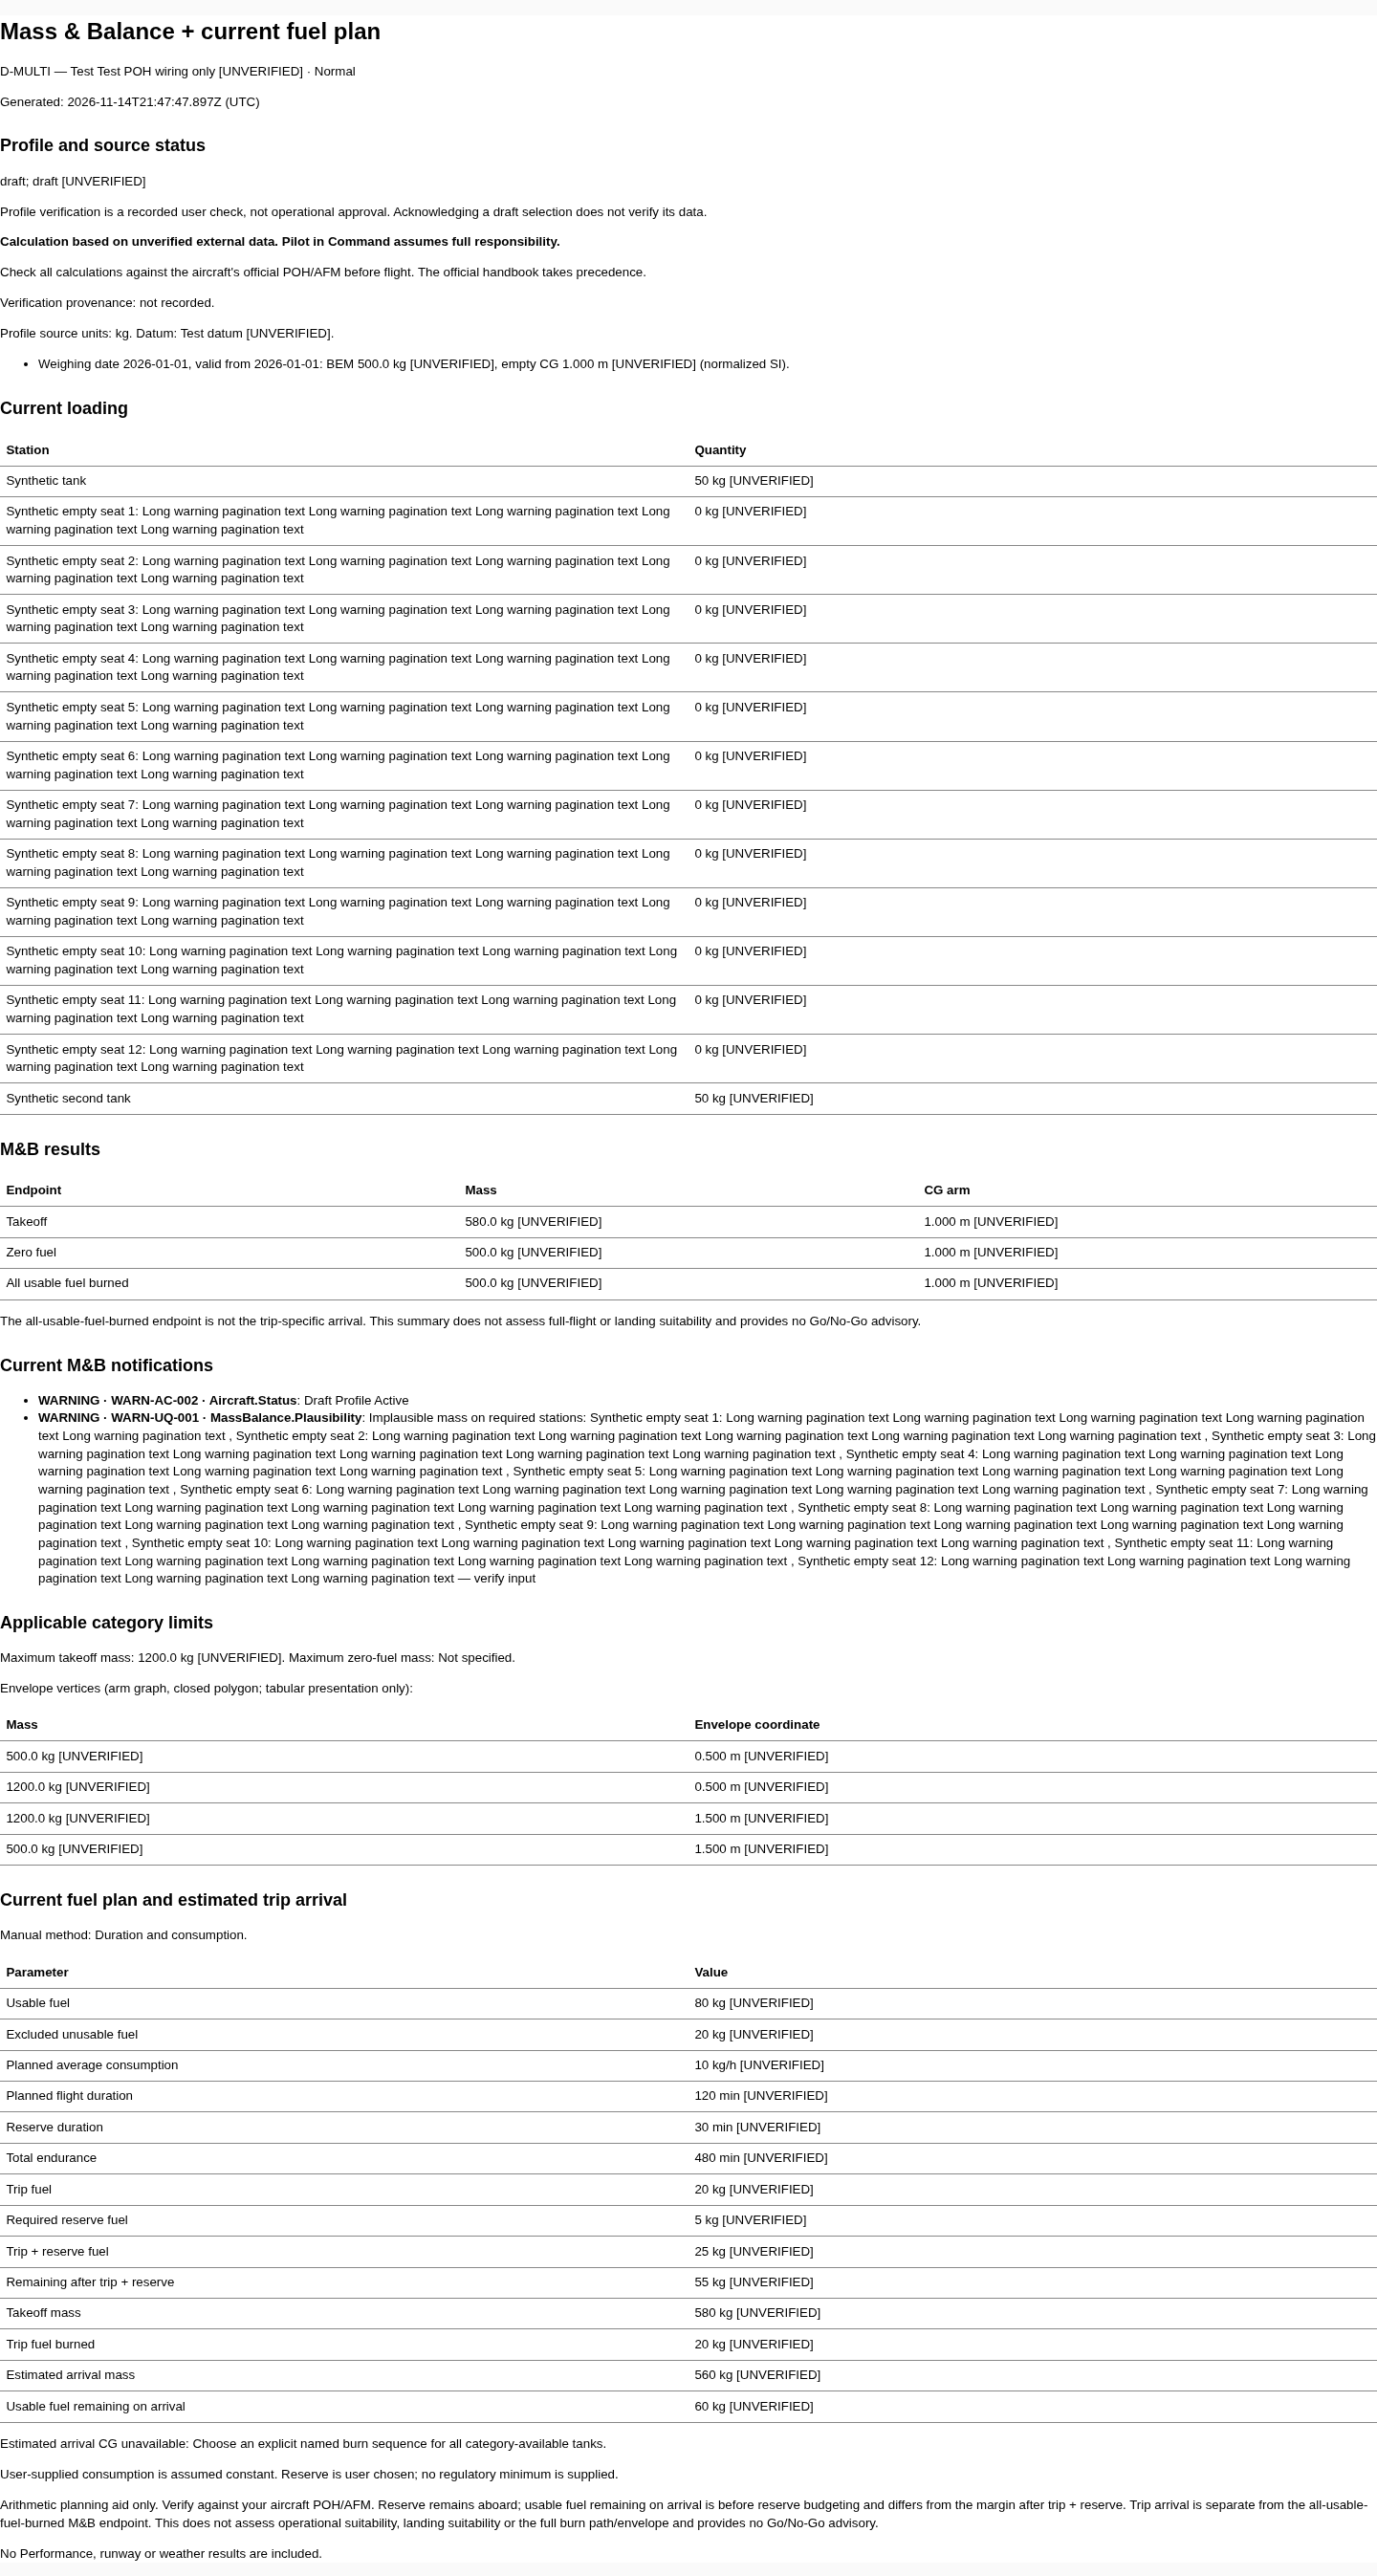 Mass & Balance + current fuel plan
D-MULTI — Test Test POH wiring only [UNVERIFIED] · Normal
Generated: 2026-11-14T21:47:47.897Z (UTC)
Profile and source status
draft; draft [UNVERIFIED]
Profile verification is a recorded user check, not operational approval. Acknowledging a draft selection does not verify its data.
Calculation based on unverified external data. Pilot in Command assumes full responsibility.
Check all calculations against the aircraft's official POH/AFM before flight. The official handbook takes precedence.
Verification provenance: not recorded.
Profile source units: kg. Datum: Test datum [UNVERIFIED].
• Weighing date 2026-01-01, valid from 2026-01-01: BEM 500.0 kg [UNVERIFIED], empty CG 1.000 m [UNVERIFIED] (normalized SI).
Current loading
Station Quantity
Synthetic tank 50 kg [UNVERIFIED]
Synthetic empty seat 1: Long warning pagination text Long warning pagination text Long warning pagination text Long 0 kg [UNVERIFIED]
warning pagination text Long warning pagination text
Synthetic empty seat 2: Long warning pagination text Long warning pagination text Long warning pagination text Long 0 kg [UNVERIFIED]
warning pagination text Long warning pagination text
Synthetic empty seat 3: Long warning pagination text Long warning pagination text Long warning pagination text Long 0 kg [UNVERIFIED]
warning pagination text Long warning pagination text
Synthetic empty seat 4: Long warning pagination text Long warning pagination text Long warning pagination text Long 0 kg [UNVERIFIED]
warning pagination text Long warning pagination text
Synthetic empty seat 5: Long warning pagination text Long warning pagination text Long warning pagination text Long 0 kg [UNVERIFIED]
warning pagination text Long warning pagination text
Synthetic empty seat 6: Long warning pagination text Long warning pagination text Long warning pagination text Long 0 kg [UNVERIFIED]
warning pagination text Long warning pagination text
Synthetic empty seat 7: Long warning pagination text Long warning pagination text Long warning pagination text Long 0 kg [UNVERIFIED]
warning pagination text Long warning pagination text
Synthetic empty seat 8: Long warning pagination text Long warning pagination text Long warning pagination text Long 0 kg [UNVERIFIED]
warning pagination text Long warning pagination text
Synthetic empty seat 9: Long warning pagination text Long warning pagination text Long warning pagination text Long 0 kg [UNVERIFIED]
warning pagination text Long warning pagination text
Synthetic empty seat 10: Long warning pagination text Long warning pagination text Long warning pagination text Long 0 kg [UNVERIFIED]
warning pagination text Long warning pagination text
Synthetic empty seat 11: Long warning pagination text Long warning pagination text Long warning pagination text Long 0 kg [UNVERIFIED]
warning pagination text Long warning pagination text
Synthetic empty seat 12: Long warning pagination text Long warning pagination text Long warning pagination text Long 0 kg [UNVERIFIED]
warning pagination text Long warning pagination text
Synthetic second tank 50 kg [UNVERIFIED]
M&B results
Endpoint Mass CG arm
Takeoff 580.0 kg [UNVERIFIED] 1.000 m [UNVERIFIED]
Zero fuel 500.0 kg [UNVERIFIED] 1.000 m [UNVERIFIED]
All usable fuel burned 500.0 kg [UNVERIFIED] 1.000 m [UNVERIFIED]
The all-usable-fuel-burned endpoint is not the trip-specific arrival. This summary does not assess full-flight or landing suitability and provides no Go/No-Go advisory.
Current M&B notifications
• WARNING · WARN-AC-002 · Aircraft.Status: Draft Profile Active
• WARNING · WARN-UQ-001 · MassBalance.Plausibility: Implausible mass on required stations: Synthetic empty seat 1: Long warning pagination text Long warning pagination text Long warning pagination text Long warning pagination
text Long warning pagination text , Synthetic empty seat 2: Long warning pagination text Long warning pagination text Long warning pagination text Long warning pagination text Long warning pagination text , Synthetic empty seat 3: Long
warning pagination text Long warning pagination text Long warning pagination text Long warning pagination text Long warning pagination text , Synthetic empty seat 4: Long warning pagination text Long warning pagination text Long
warning pagination text Long warning pagination text Long warning pagination text , Synthetic empty seat 5: Long warning pagination text Long warning pagination text Long warning pagination text Long warning pagination text Long
warning pagination text , Synthetic empty seat 6: Long warning pagination text Long warning pagination text Long warning pagination text Long warning pagination text Long warning pagination text , Synthetic empty seat 7: Long warning
pagination text Long warning pagination text Long warning pagination text Long warning pagination text Long warning pagination text , Synthetic empty seat 8: Long warning pagination text Long warning pagination text Long warning
pagination text Long warning pagination text Long warning pagination text , Synthetic empty seat 9: Long warning pagination text Long warning pagination text Long warning pagination text Long warning pagination text Long warning
pagination text , Synthetic empty seat 10: Long warning pagination text Long warning pagination text Long warning pagination text Long warning pagination text Long warning pagination text , Synthetic empty seat 11: Long warning
pagination text Long warning pagination text Long warning pagination text Long warning pagination text Long warning pagination text , Synthetic empty seat 12: Long warning pagination text Long warning pagination text Long warning
pagination text Long warning pagination text Long warning pagination text — verify input
Applicable category limits
Maximum takeoff mass: 1200.0 kg [UNVERIFIED]. Maximum zero-fuel mass: Not specified.
Envelope vertices (arm graph, closed polygon; tabular presentation only):
Mass Envelope coordinate
500.0 kg [UNVERIFIED] 0.500 m [UNVERIFIED]
1200.0 kg [UNVERIFIED] 0.500 m [UNVERIFIED]
1200.0 kg [UNVERIFIED] 1.500 m [UNVERIFIED]
500.0 kg [UNVERIFIED] 1.500 m [UNVERIFIED]
Current fuel plan and estimated trip arrival
Manual method: Duration and consumption.
Parameter Value
Usable fuel 80 kg [UNVERIFIED]
Excluded unusable fuel 20 kg [UNVERIFIED]
Planned average consumption 10 kg/h [UNVERIFIED]
Planned flight duration 120 min [UNVERIFIED]
Reserve duration 30 min [UNVERIFIED]
Total endurance 480 min [UNVERIFIED]
Trip fuel 20 kg [UNVERIFIED]
Required reserve fuel 5 kg [UNVERIFIED]
Trip + reserve fuel 25 kg [UNVERIFIED]
Remaining after trip + reserve 55 kg [UNVERIFIED]
Takeoff mass 580 kg [UNVERIFIED]
Trip fuel burned 20 kg [UNVERIFIED]
Estimated arrival mass 560 kg [UNVERIFIED]
Usable fuel remaining on arrival 60 kg [UNVERIFIED]
Estimated arrival CG unavailable: Choose an explicit named burn sequence for all category-available tanks.
User-supplied consumption is assumed constant. Reserve is user chosen; no regulatory minimum is supplied.
Arithmetic planning aid only. Verify against your aircraft POH/AFM. Reserve remains aboard; usable fuel remaining on arrival is before reserve budgeting and differs from the margin after trip + reserve. Trip arrival is separate from the all-usable-
fuel-burned M&B endpoint. This does not assess operational suitability, landing suitability or the full burn path/envelope and provides no Go/No-Go advisory.
No Performance, runway or weather results are included.